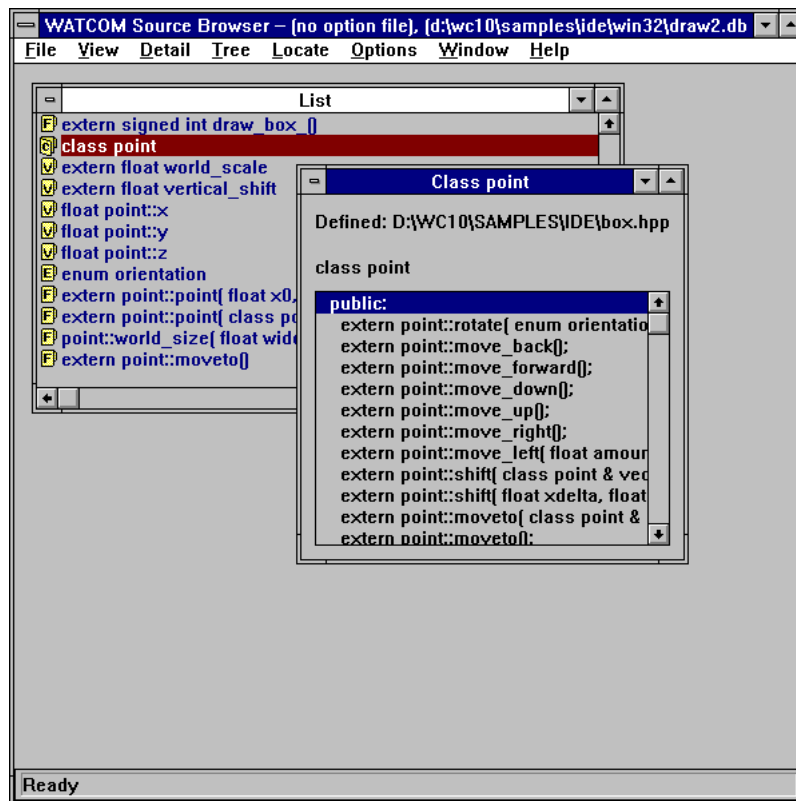 WATCOM Source Browser – (no option file), (d:\wc10\samples\ide\win32\draw2.db
File View Detail Tree Locate Options Window Help
List
F extern signed int draw_box_()
C class point
V extern float world_scale
V extern float vertical_shift
V float point::x
V float point::y
V float point::z
E enum orientation
F extern point::point( float x0,
F extern point::point( class po
F point::world_size( float wide
F extern point::moveto()
Class point
Defined: D:\WC10\SAMPLES\IDE\box.hpp
class point
public:
extern point::rotate( enum orientatio
extern point::move_back();
extern point::move_forward();
extern point::move_down();
extern point::move_up();
extern point::move_right();
extern point::move_left( float amour
extern point::shift( class point & vec
extern point::shift( float xdelta, float
extern point::moveto( class point &
extern point::moveto();
Ready